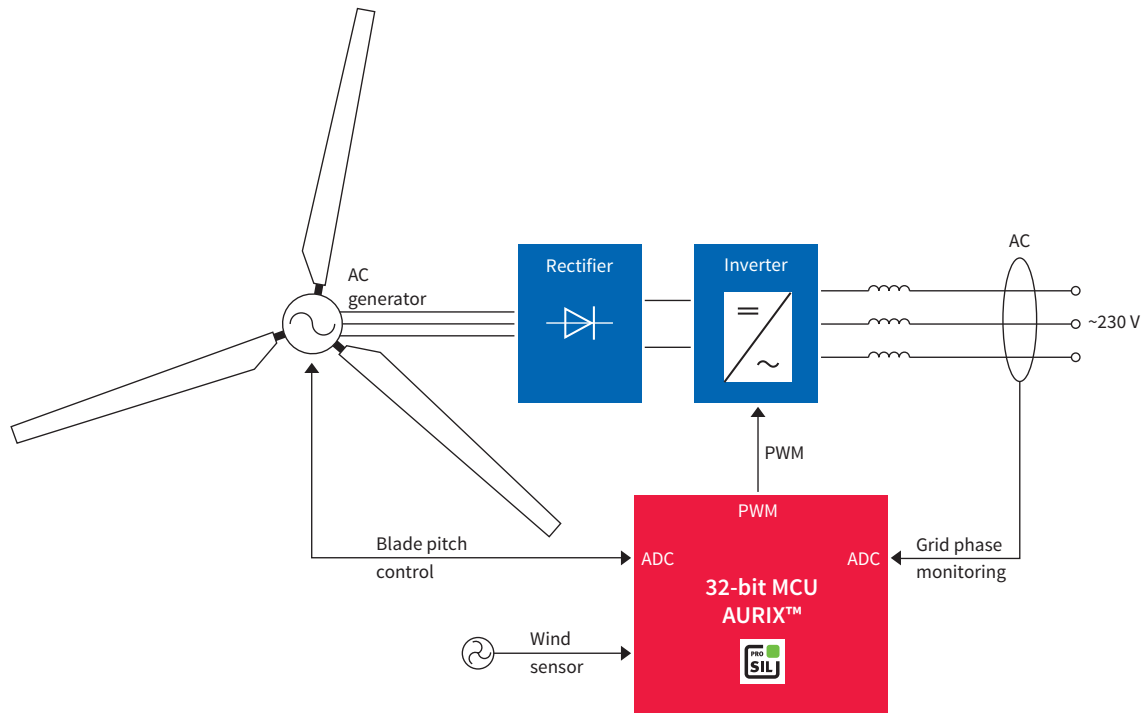 AC
generator
Rectifier
Inverter
AC
~230 V
PWM
PWM
Blade pitch
control
ADC
ADC
Grid phase
monitoring
32-bit MCU
AURIX™
Wind
sensor
PRO
SIL